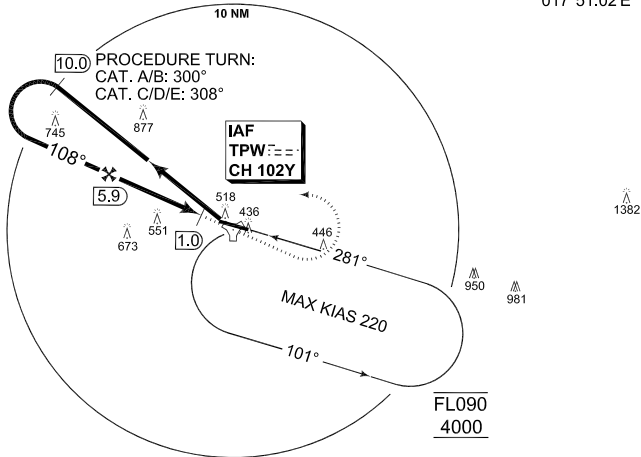 017°51.02'E
10 NM
10.0
PROCEDURE TURN:
CAT. A/B: 300°
CAT. C/D/E: 308°
745
877
108°
IAF
TPW
CH 102Y
5.9
518
436
1382
551
673
1.0
446
281°
950
981
MAX KIAS 220
101°
FL090
4000